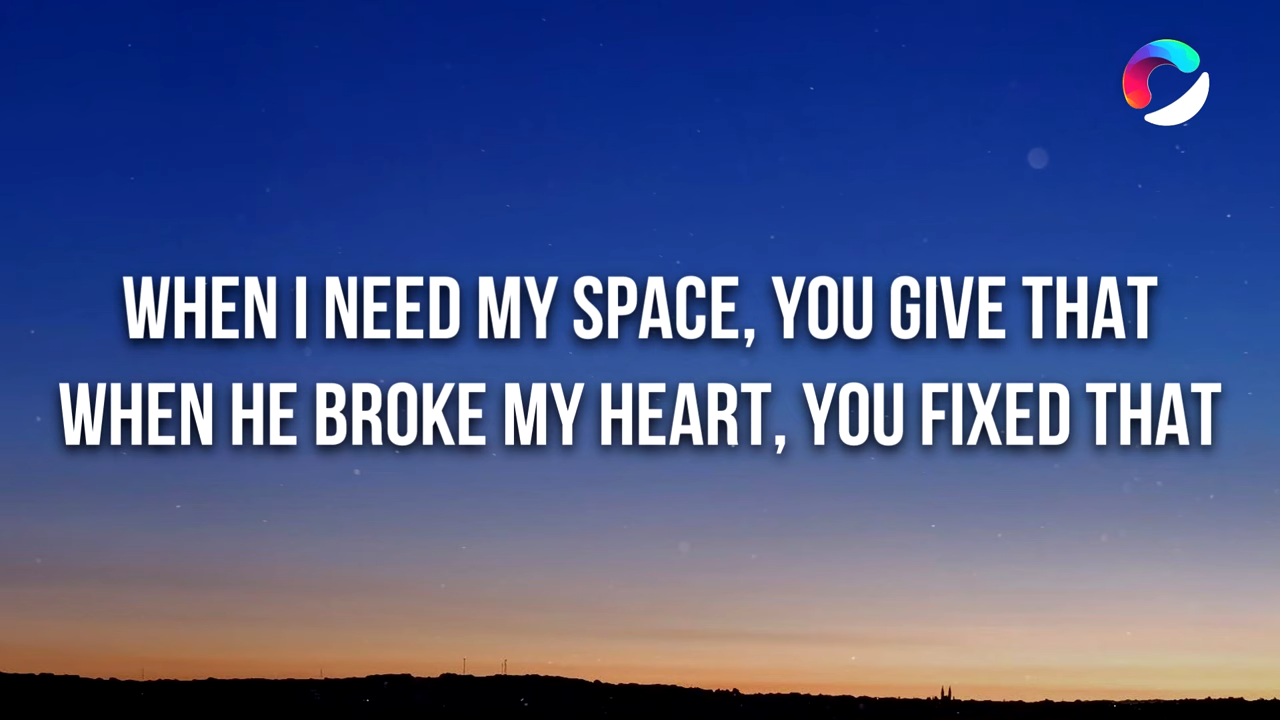 WHEN I NEED MY SPACE, YOU GIVE THAT
WHEN HE BROKE MY HEART, YOU FIXED THAT